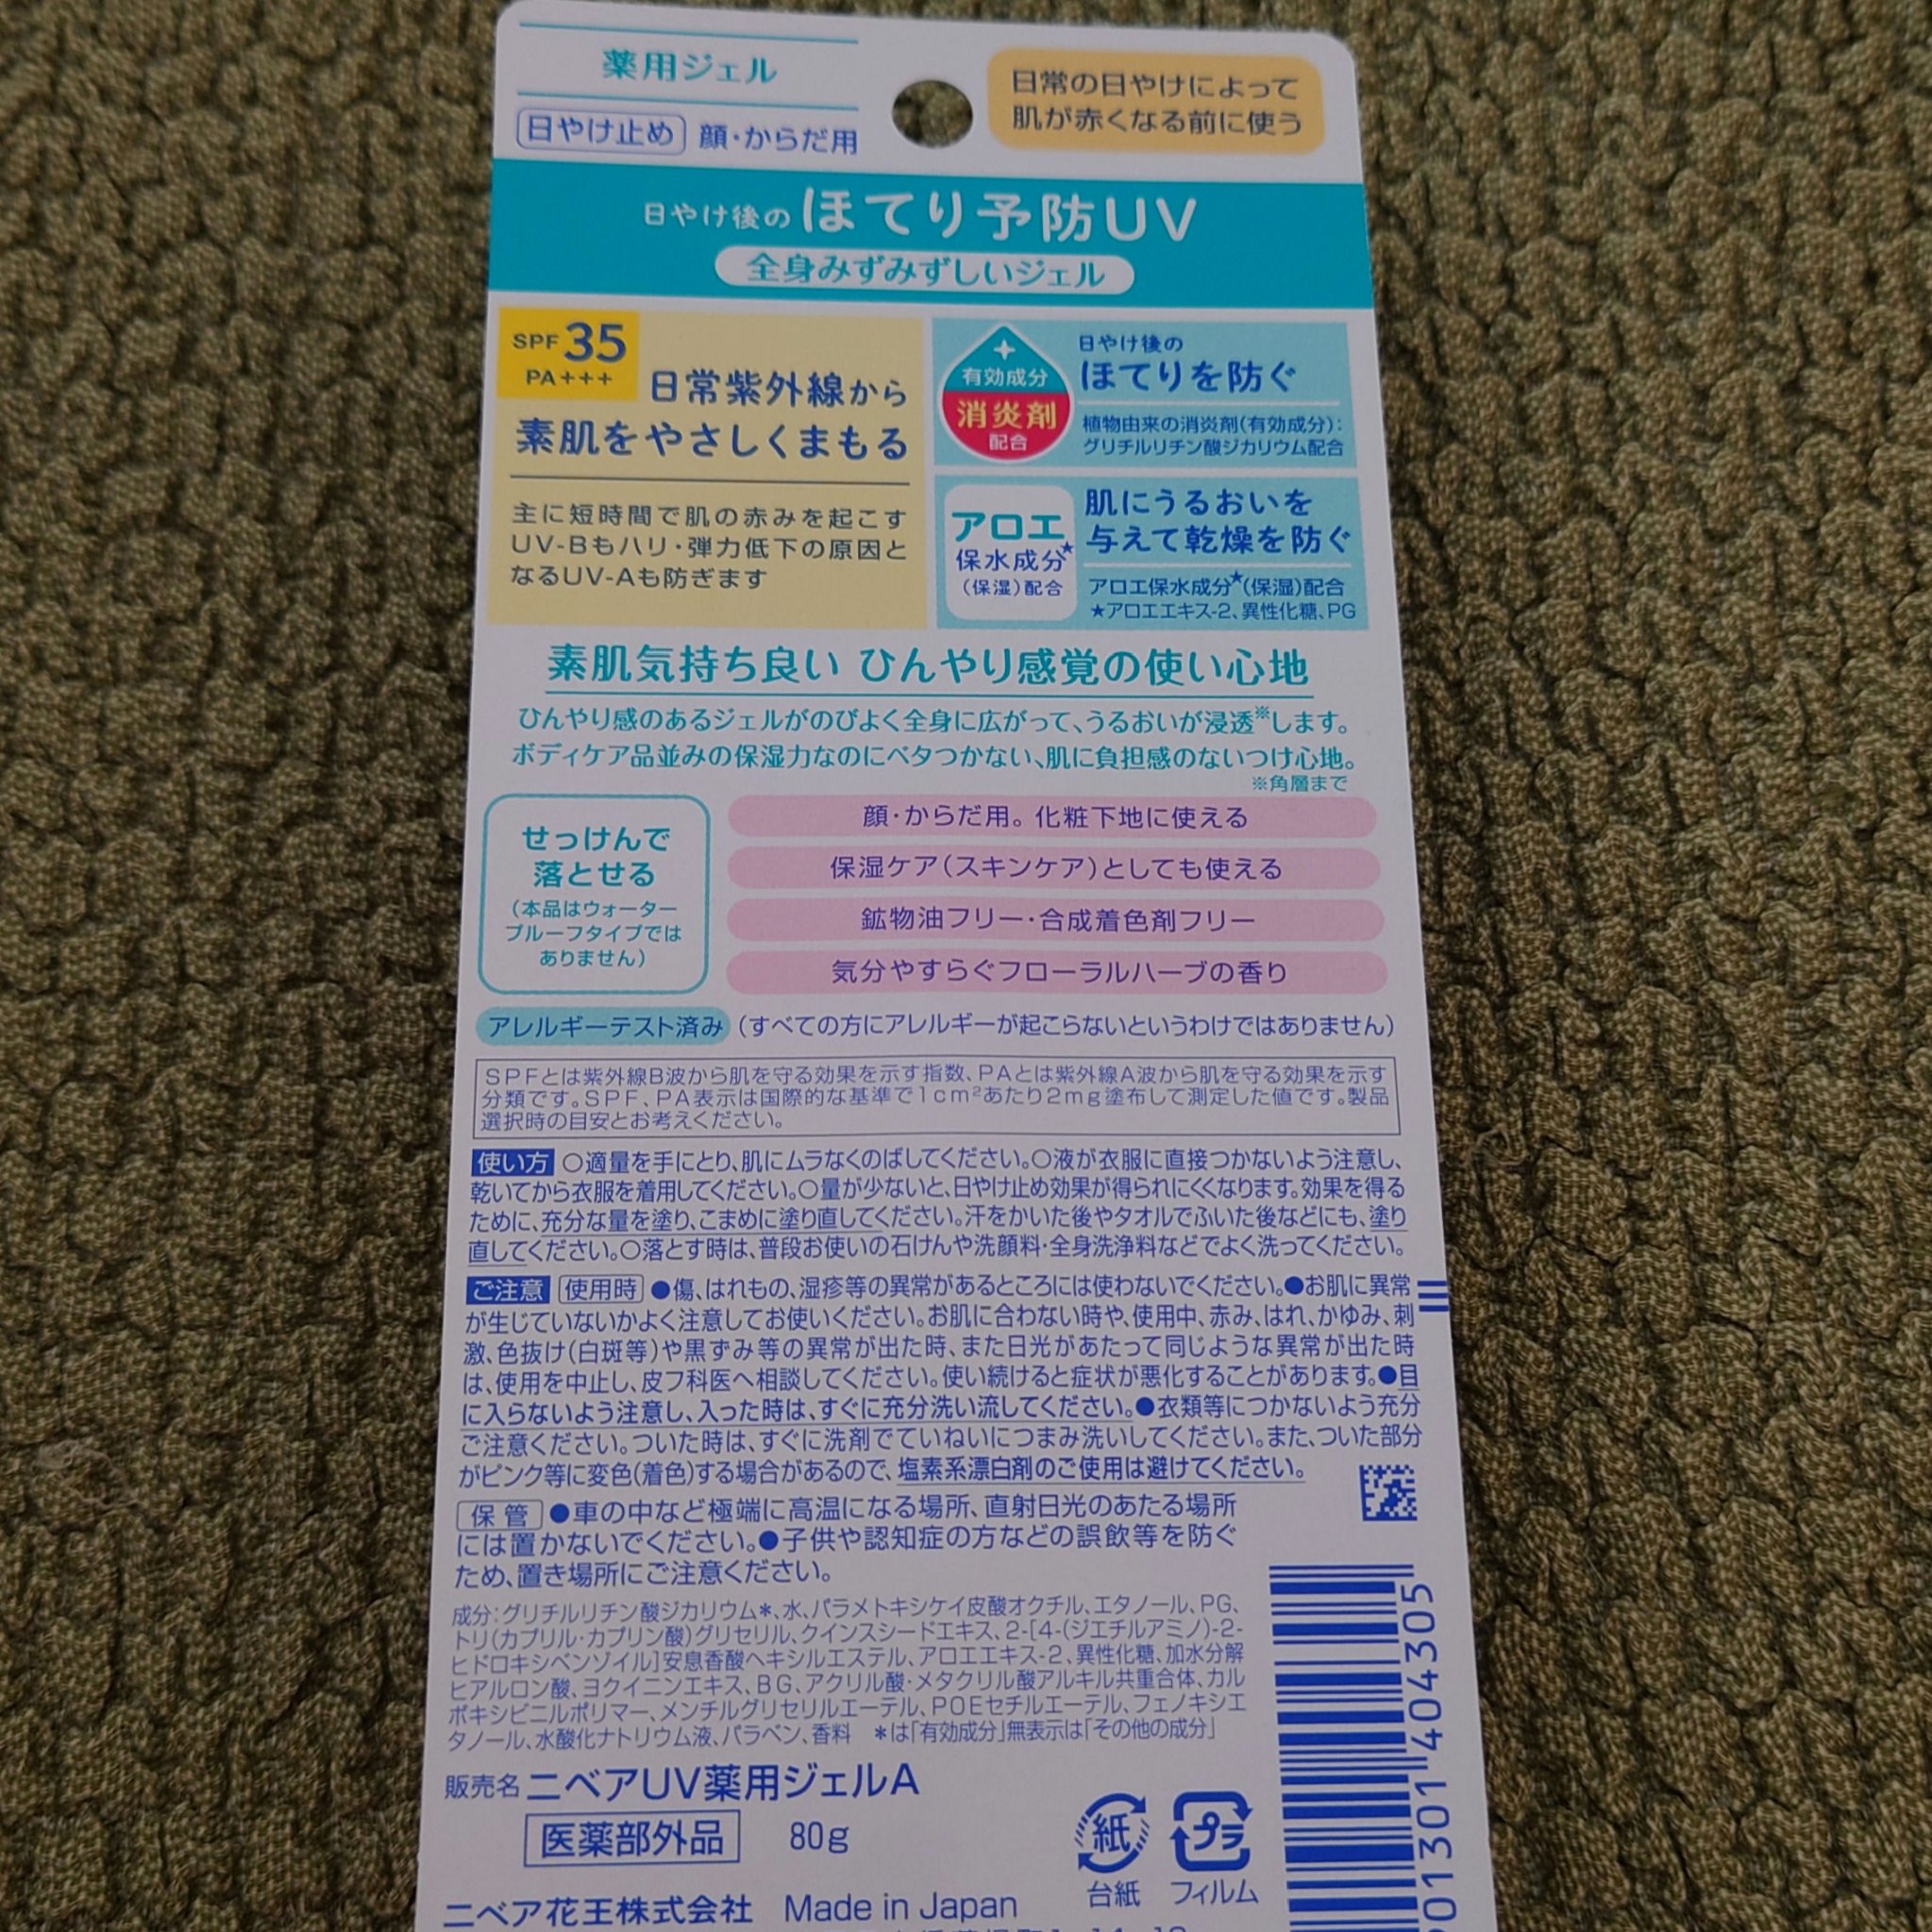 薬用ジェル
日やけ止め 顔・からだ用
日常の日やけによって
肌が赤くなる前に使う
日やけ後の ほてり予防UV
全身みずみずしいジェル
SPF 35
PA+++
日常紫外線から
素肌をやさしくまもる
主に短時間で肌の赤みを起こす
UV-Bもハリ・弾力低下の原因と
なるUV-Aも防ぎます
有効成分
消炎剤
配合
日やけ後の
ほてりを防ぐ
植物由来の消炎剤(有効成分):
グリチルリチン酸ジカリウム配合
アロエ
保水成分★
(保湿)配合
肌にうるおいを
与えて乾燥を防ぐ
アロエ保水成分★(保湿)配合
★アロエエキス-2、異性化糖、PG
素肌気持ち良い ひんやり感覚の使い心地
ひんやり感のあるジェルがのびよく全身に広がって、うるおいが浸透※します。
ボディケア品並みの保湿力なのにベタつかない、肌に負担感のないつけ心地。
※角層まで
せっけんで
落とせる
(本品はウォーター
プルーフタイプでは
ありません)
顔・からだ用。化粧下地に使える
保湿ケア(スキンケア)としても使える
鉱物油フリー・合成着色剤フリー
気分やすらぐフローラルハーブの香り
アレルギーテスト済み (すべての方にアレルギーが起こらないというわけではありません)
SPFとは紫外線B波から肌を守る効果を示す指数、PAとは紫外線A波から肌を守る効果を示す
分類です。SPF、PA表示は国際的な基準で1cm²あたり2mg塗布して測定した値です。製品
選択時の目安とお考えください。
使い方 ○適量を手にとり、肌にムラなくのばしてください。○液が衣服に直接つかないよう注意し、
乾いてから衣服を着用してください。○量が少ないと、日やけ止め効果が得られにくくなります。効果を得る
ために、充分な量を塗り、こまめに塗り直してください。汗をかいた後やタオルでふいた後などにも、塗り
直してください。○落とす時は、普段お使いの石けんや洗顔料・全身洗浄料などでよく洗ってください。
ご注意 使用時 ●傷、はれもの、湿疹等の異常があるところには使わないでください。●お肌に異常
が生じていないかよく注意してお使いください。お肌に合わない時や、使用中、赤み、はれ、かゆみ、刺
激、色抜け(白斑等)や黒ずみ等の異常が出た時、また日光があたって同じような異常が出た時
は、使用を中止し、皮フ科医へ相談してください。使い続けると症状が悪化することがあります。●目
に入らないよう注意し、入った時は、すぐに充分洗い流してください。●衣類等につかないよう充分
ご注意ください。ついた時は、すぐに洗剤でていねいにつまみ洗いしてください。また、ついた部分
がピンク等に変色(着色)する場合があるので、塩素系漂白剤のご使用は避けてください。
保管 ●車の中など極端に高温になる場所、直射日光のあたる場所
には置かないでください。●子供や認知症の方などの誤飲等を防ぐ
ため、置き場所にご注意ください。
成分:グリチルリチン酸ジカリウム*、水、パラメトキシケイ皮酸オクチル、エタノール、PG、
トリ(カプリル・カプリン酸)グリセリル、クインスシードエキス、2-[4-(ジエチルアミノ)-2-
ヒドロキシベンゾイル]安息香酸ヘキシルエステル、アロエエキス-2、異性化糖、加水分解
ヒアルロン酸、ヨクイニンエキス、BG、アクリル酸・メタクリル酸アルキル共重合体、カル
ボキシビニルポリマー、メンチルグリセリルエーテル、POEセチルエーテル、フェノキシエ
タノール、水酸化ナトリウム液、パラベン、香料 *は「有効成分」無表示は「その他の成分」
販売名 ニベアUV薬用ジェルA
医薬部外品 80g
紙
台紙
プラ
フィルム
ニベア花王株式会社 Made in Japan
901301 404305